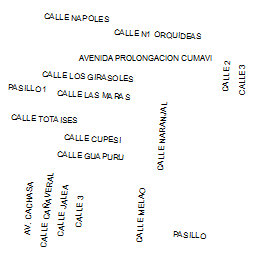 CALLE NAPOLES
CALLE N1 ORQUIDEAS
AVENIDA PROLONGACION CUMAVI
CALLE LOS GIRASOLES
CALLE 2
CALLE 3
PASILLO 1
CALLE LAS MARAS
CALLE NARANJAL
CALLE TOTAISES
CALLE CUPESI
CALLE GUAPURU
AV. CACHASA
CALLE CAÑAVERAL
CALLE JALEA
CALLE 3
CALLE MELAO
PASILLO